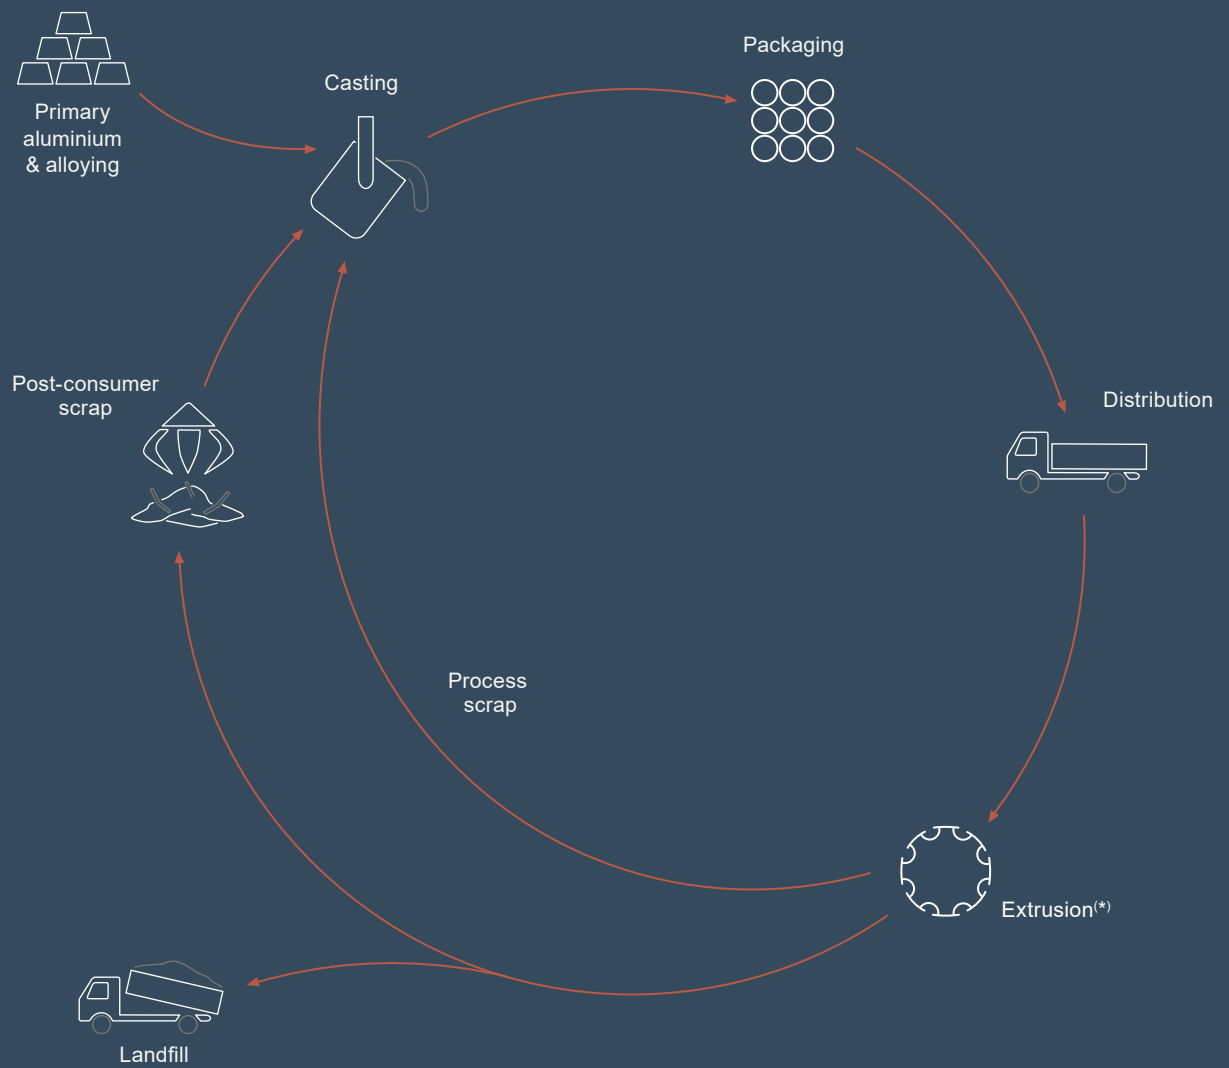 Packaging
Casting
Primary
aluminium
& alloying
Post-consumer
scrap
Distribution
Process
scrap
Extrusion(*)
Landfill